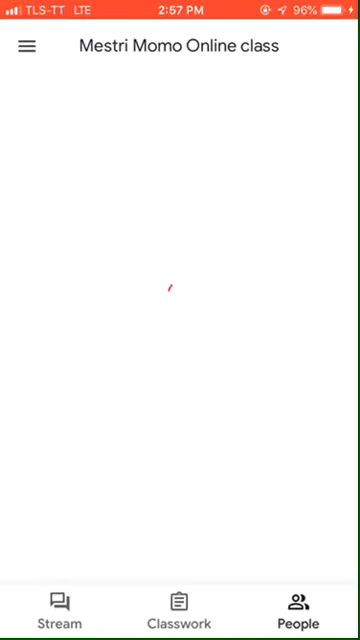 TLS-TT LTE 2:57 PM 96%
Mestri Momo Online class
Stream Classwork People